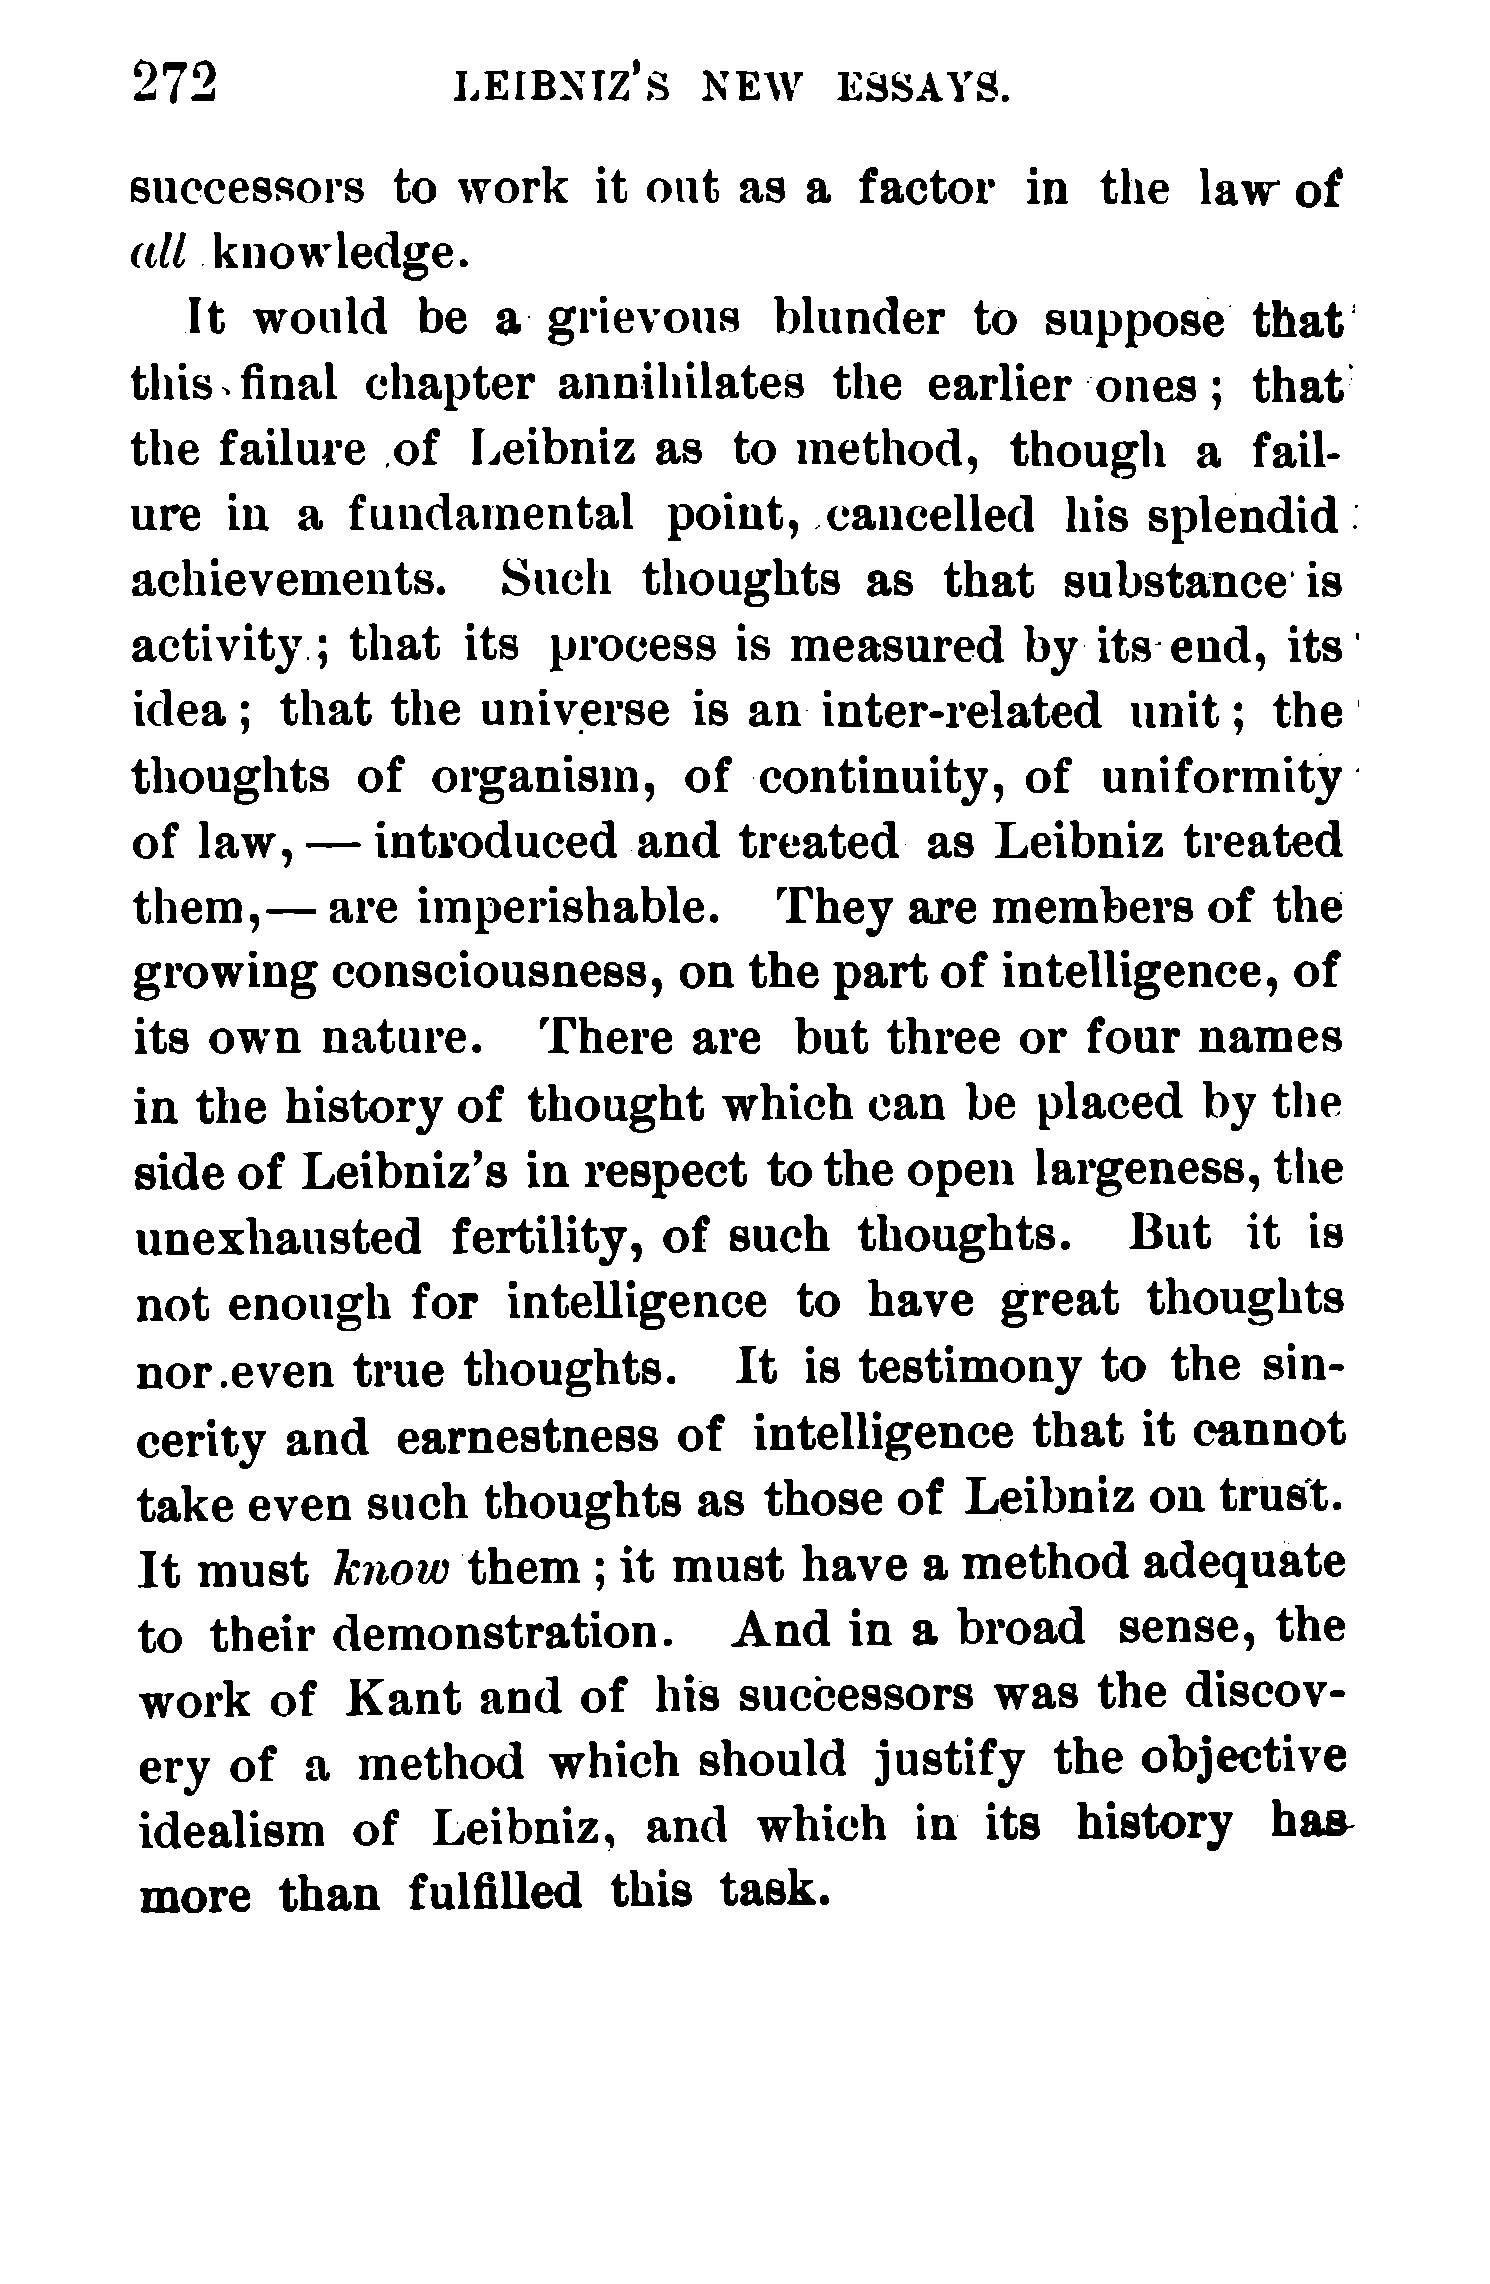 272 LEIBNIZ'S NEW ESSAYS.
successors to work it out as a factor in the law of
all knowledge.
It would be a grievous blunder to suppose that
this final chapter annihilates the earlier ones; that
the failure of Leibniz as to method, though a fail-
ure in a fundamental point, cancelled his splendid
achievements. Such thoughts as that substance is
activity; that its process is measured by its end, its
idea; that the universe is an inter-related unit; the
thoughts of organism, of continuity, of uniformity
of law, — introduced and treated as Leibniz treated
them,— are imperishable. They are members of the
growing consciousness, on the part of intelligence, of
its own nature. There are but three or four names
in the history of thought which can be placed by the
side of Leibniz's in respect to the open largeness, the
unexhausted fertility, of such thoughts. But it is
not enough for intelligence to have great thoughts
nor even true thoughts. It is testimony to the sin-
cerity and earnestness of intelligence that it cannot
take even such thoughts as those of Leibniz on trust.
It must know them; it must have a method adequate
to their demonstration. And in a broad sense, the
work of Kant and of his successors was the discov-
ery of a method which should justify the objective
idealism of Leibniz, and which in its history has
more than fulfilled this task.